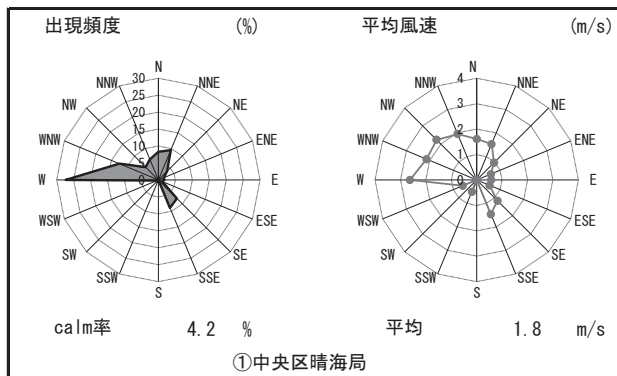 出現頻度 (%) 平均風速 (m/s)
N N
NNW NNE NNW NNE
NW NE NW NE
WNW ENE WNW ENE
W E W E
WSW ESE WSW ESE
SW SE SW SE
SSW SSE SSW SSE
S S
30
25
20
15
10
5
0
4
3
2
1
0
calm率 4.2 % 平均 1.8 m/s
①中央区晴海局